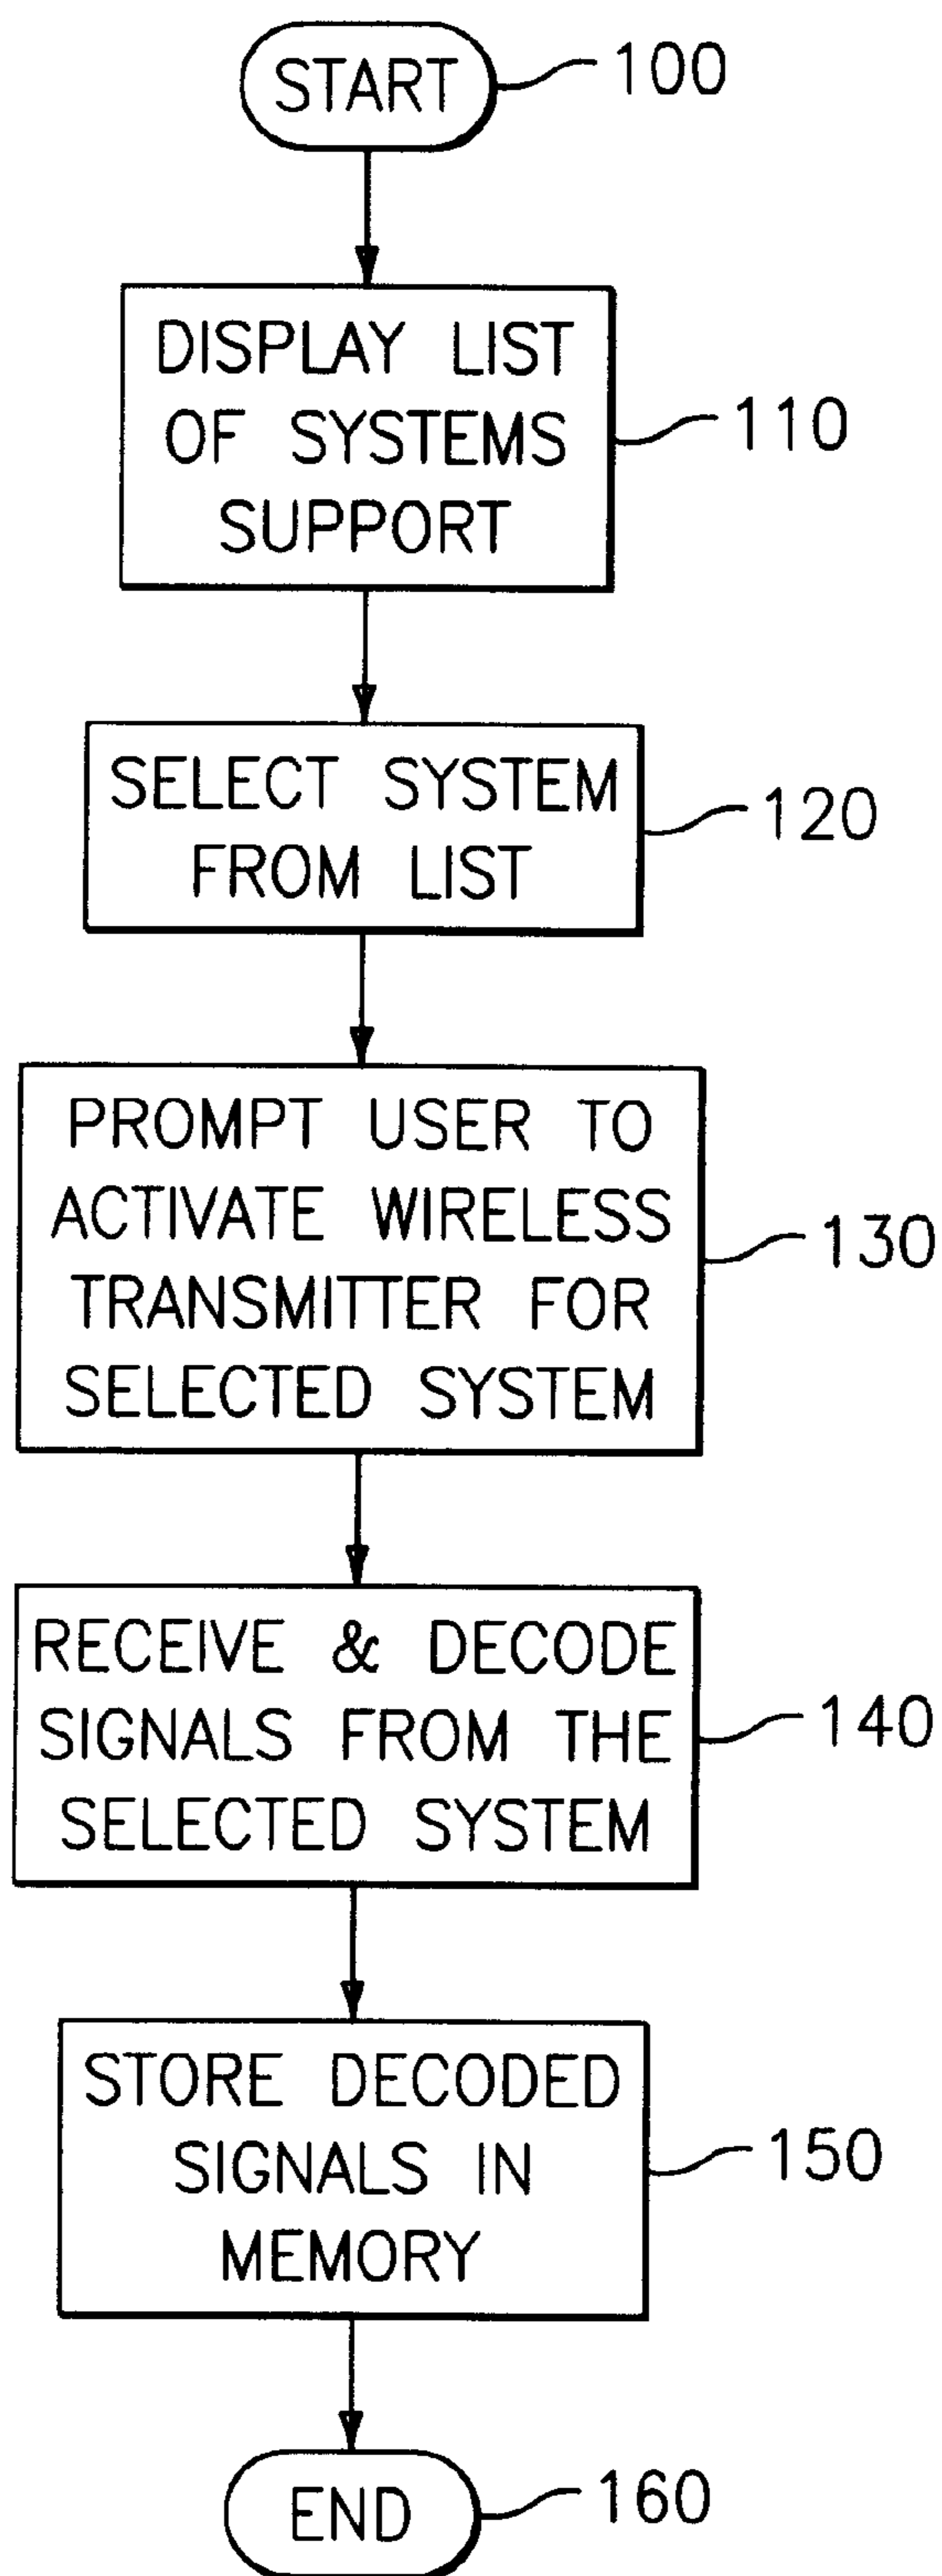 START
100
DISPLAY LIST
OF SYSTEMS
SUPPORT
110
SELECT SYSTEM
FROM LIST
120
PROMPT USER TO
ACTIVATE WIRELESS
TRANSMITTER FOR
SELECTED SYSTEM
130
RECEIVE & DECODE
SIGNALS FROM THE
SELECTED SYSTEM
140
STORE DECODED
SIGNALS IN
MEMORY
150
END
160